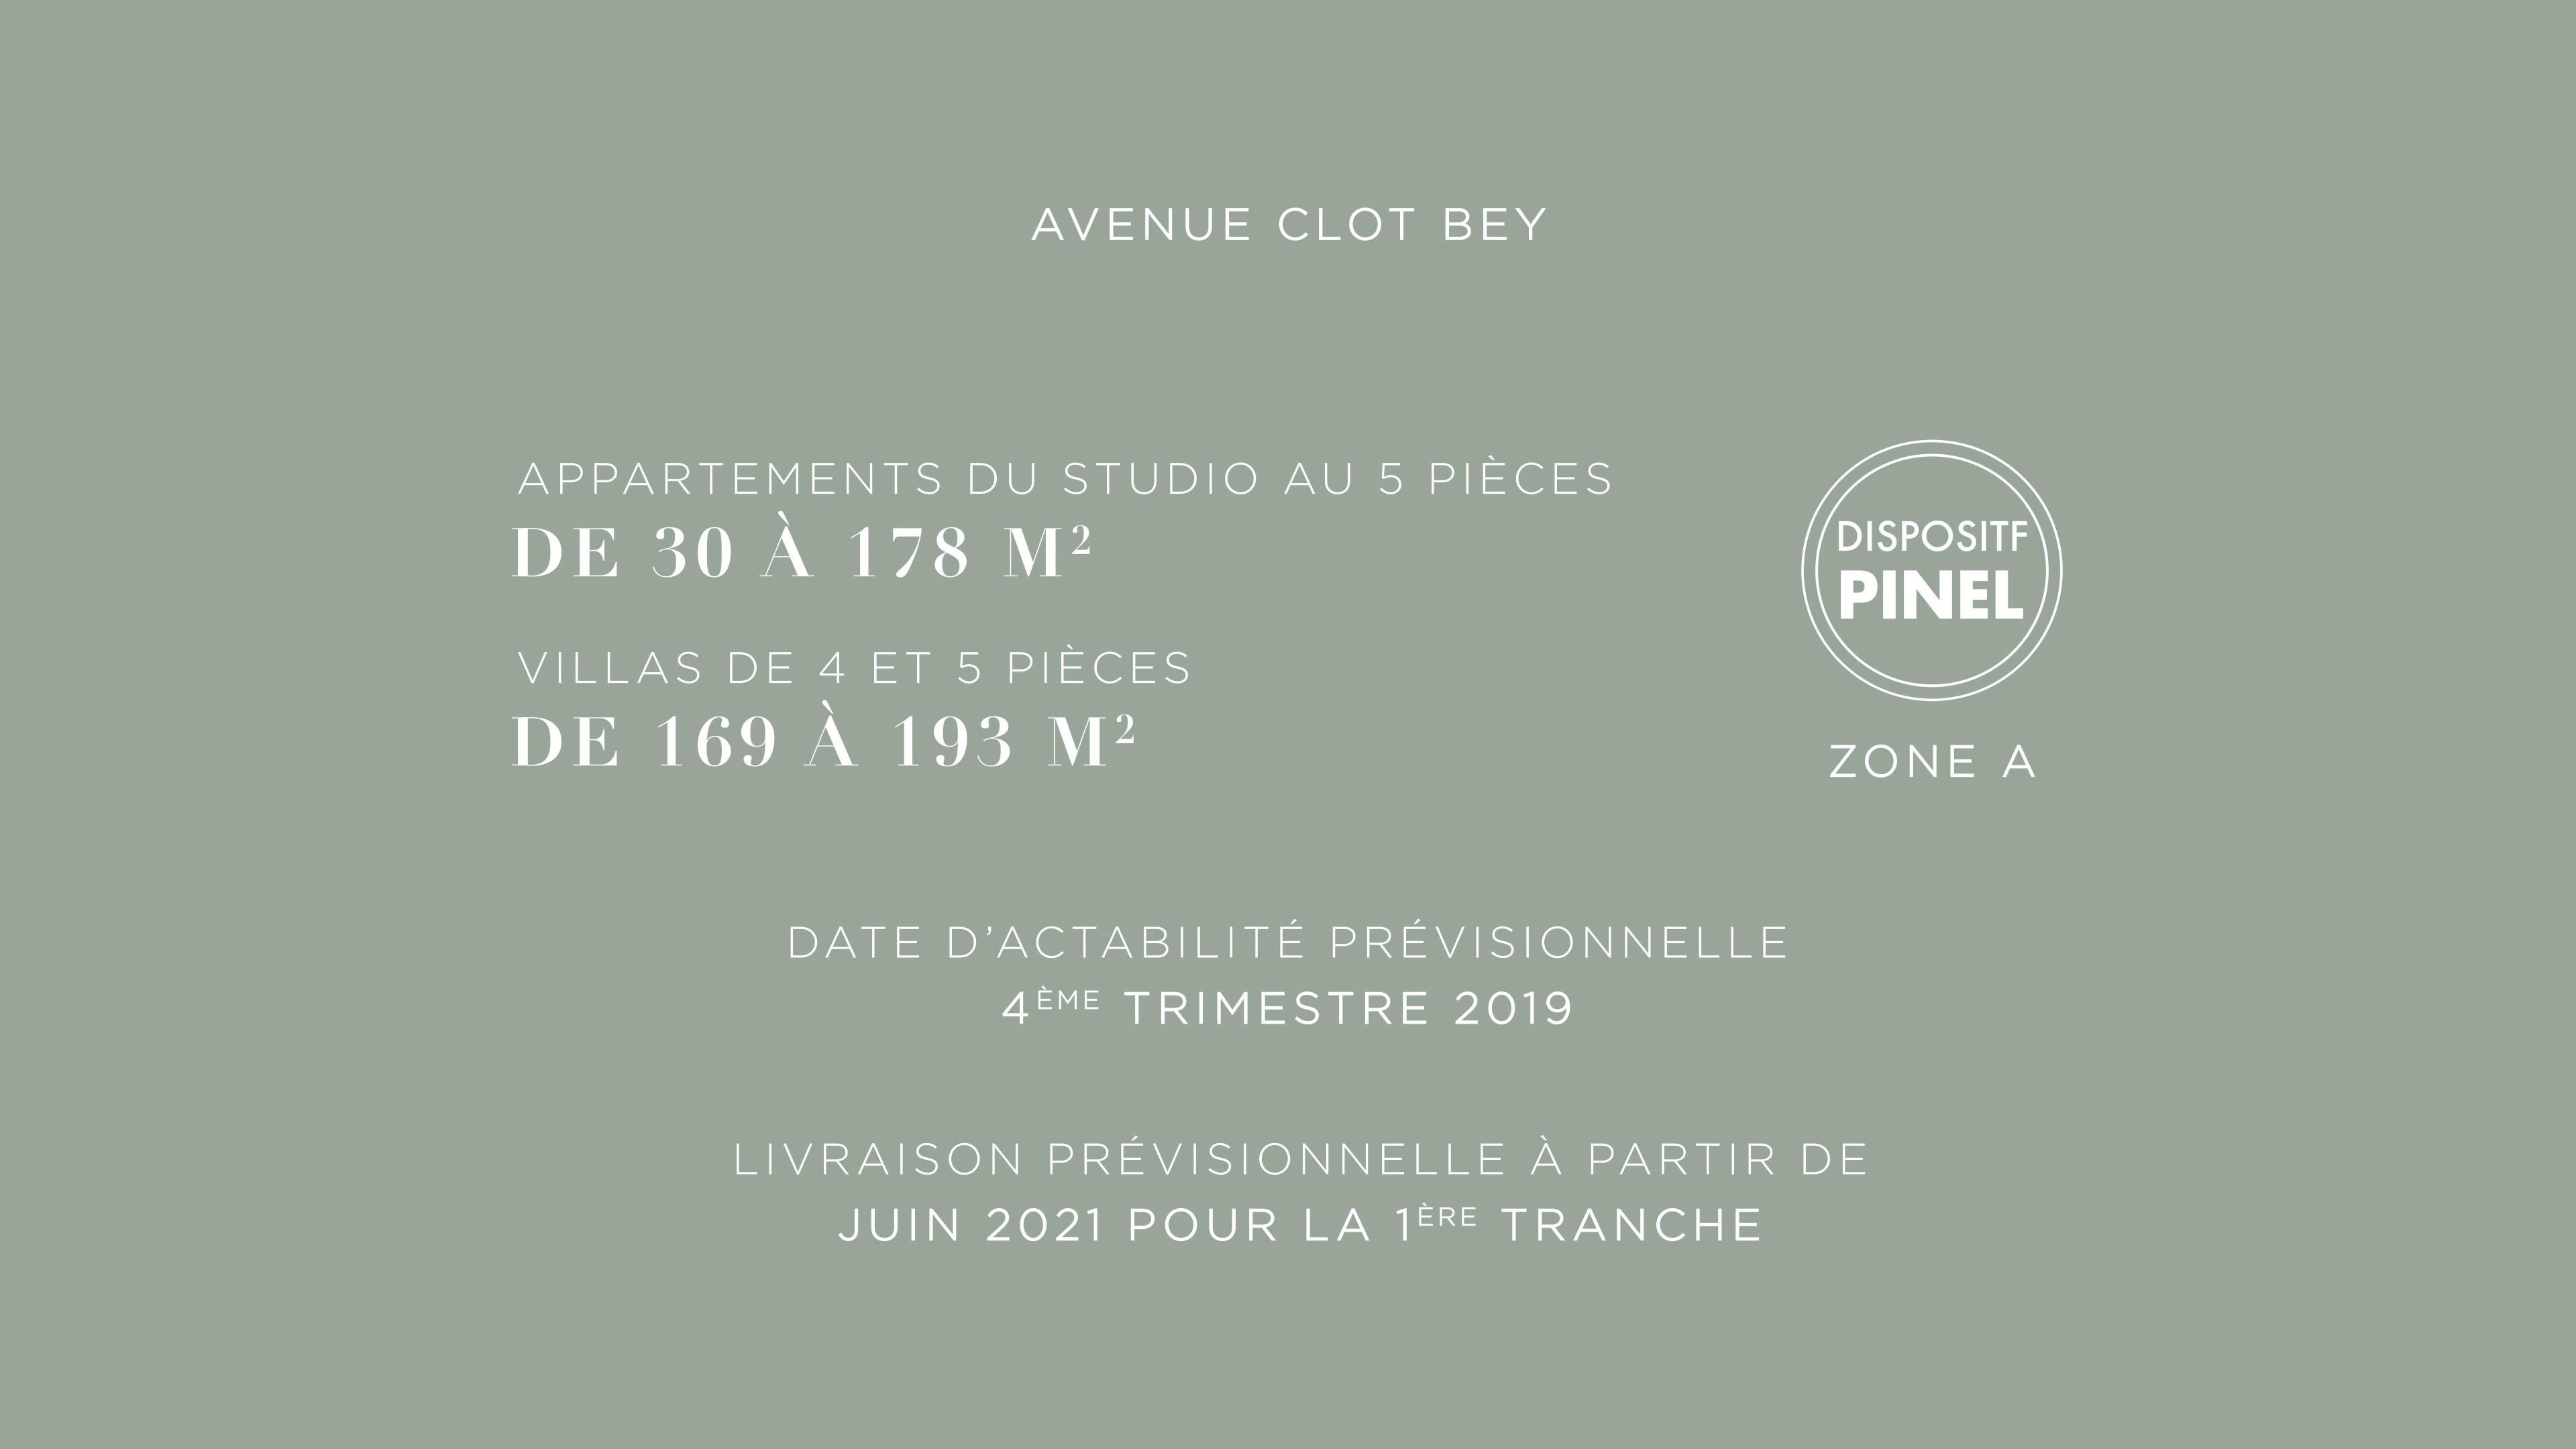 AVENUE CLOT BEY
APPARTEMENTS DU STUDIO AU 5 PIÈCES
DE 30 À 178 M²
VILLAS DE 4 ET 5 PIÈCES
DE 169 À 193 M²
DISPOSITF
PINEL
ZONE A
DATE D’ACTABILITÉ PRÉVISIONNELLE
4ÈME TRIMESTRE 2019
LIVRAISON PRÉVISIONNELLE À PARTIR DE
JUIN 2021 POUR LA 1ÈRE TRANCHE